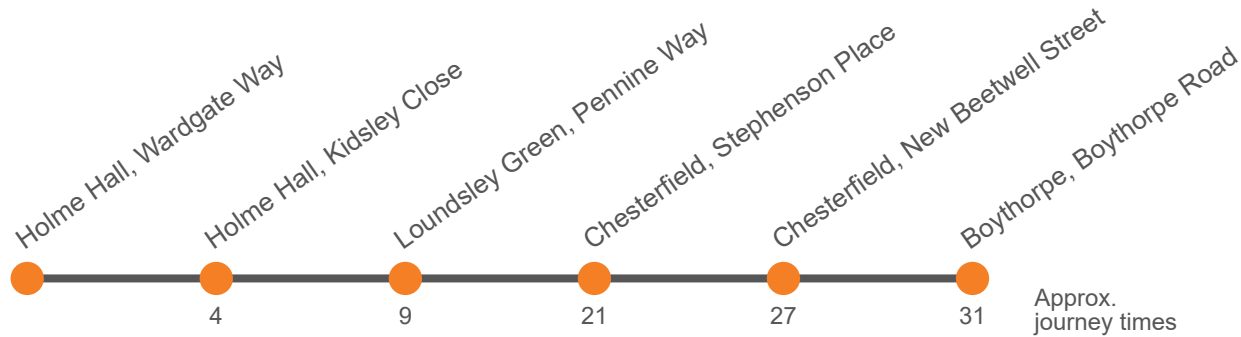 Holme Hall, Wardgate Way
Holme Hall, Kidsley Close
Loundsley Green, Pennine Way
Chesterfield, Stephenson Place
Chesterfield, New Beetwell Street
Boythorpe, Boythorpe Road
4
9
21
27
31
Approx.
journey times